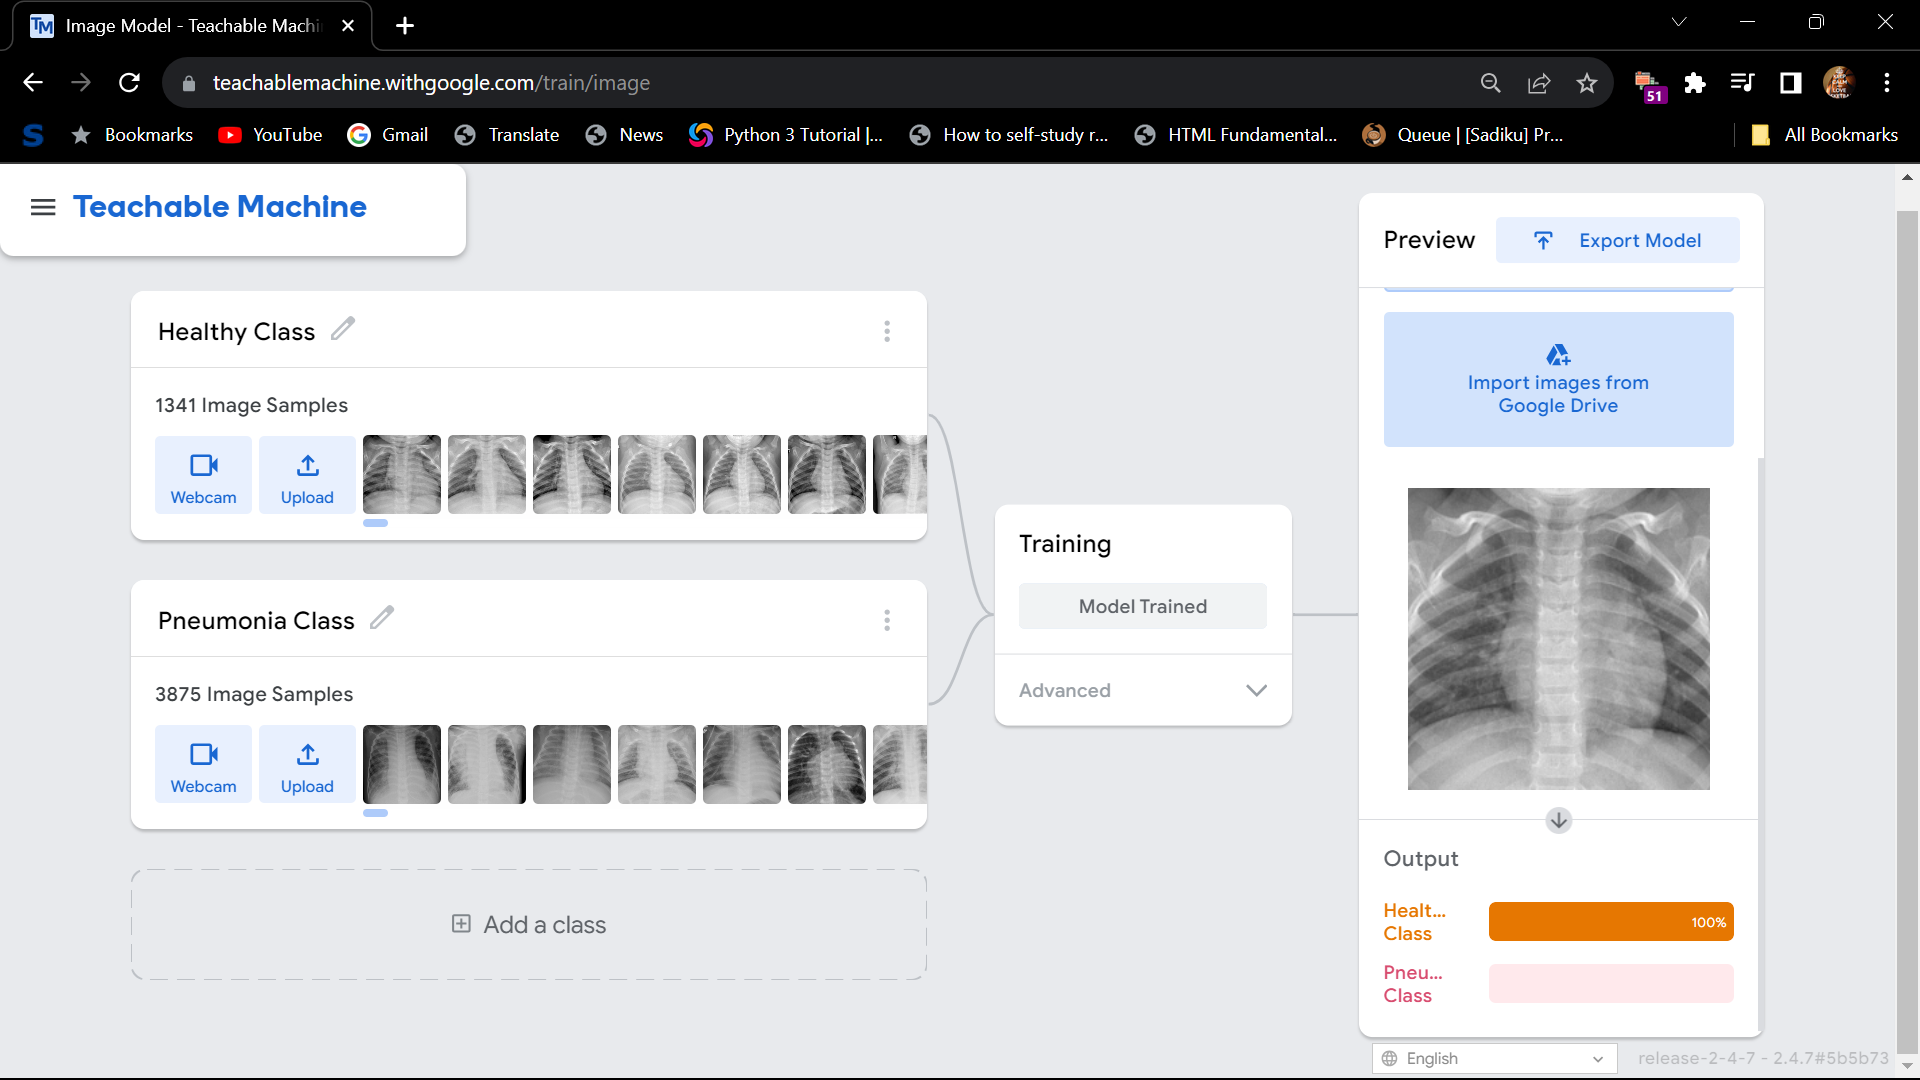 Image Model - Teachable Machi
teachablemachine.withgoogle.com/train/image
51
Bookmarks
YouTube
Gmail
Translate
News
Python 3 Tutorial |...
How to self-study r...
HTML Fundamental...
Queue | [Sadiku] Pr...
All Bookmarks
Teachable Machine
Healthy Class
1341 Image Samples
Webcam
Upload
Pneumonia Class
3875 Image Samples
Webcam
Upload
Add a class
Training
Model Trained
Advanced
Preview
Export Model
Import images from
Google Drive
Output
Healt...
Class
100%
Pneu...
Class
English
release-2-4-7 - 2.4.7#5b5b73